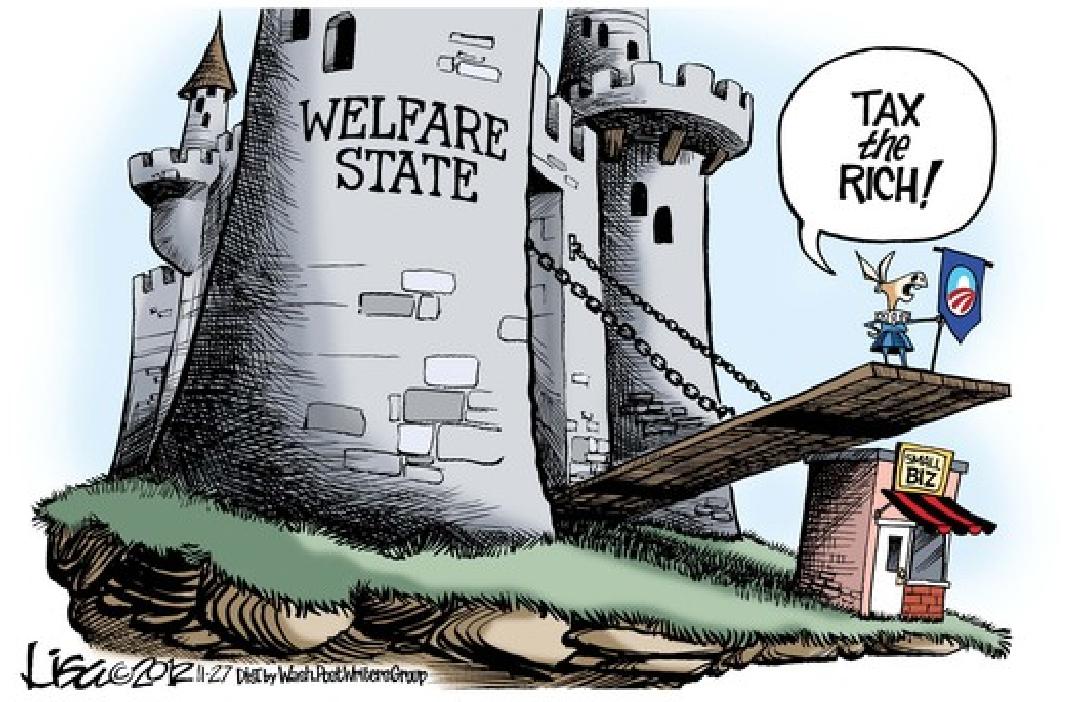 WELFARE
STATE
TAX
the
RICH!
SMALL
BIZ
Lisa©2012 11-27 Dist by Wash.Post Writers Group